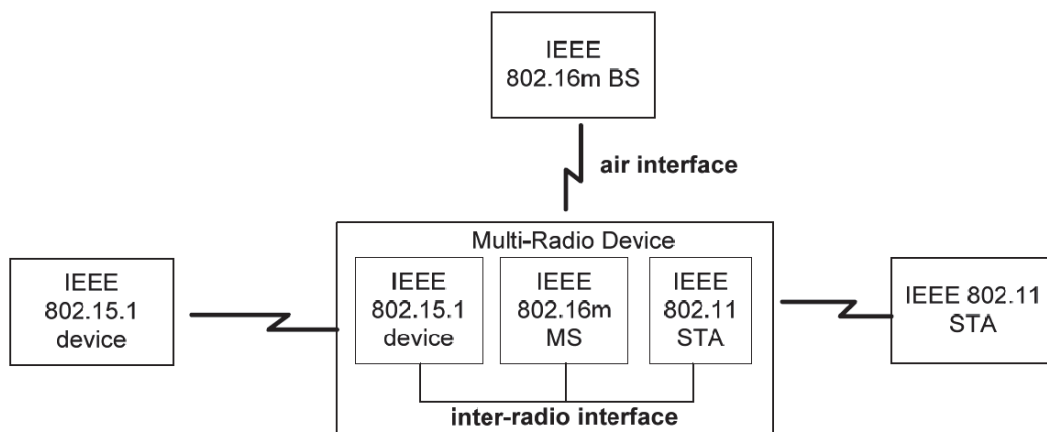 IEEE
802.16m BS
air interface
Multi-Radio Device
IEEE
802.15.1
device
IEEE
802.15.1
device
IEEE
802.16m
MS
IEEE
802.11
STA
IEEE 802.11
STA
inter-radio interface